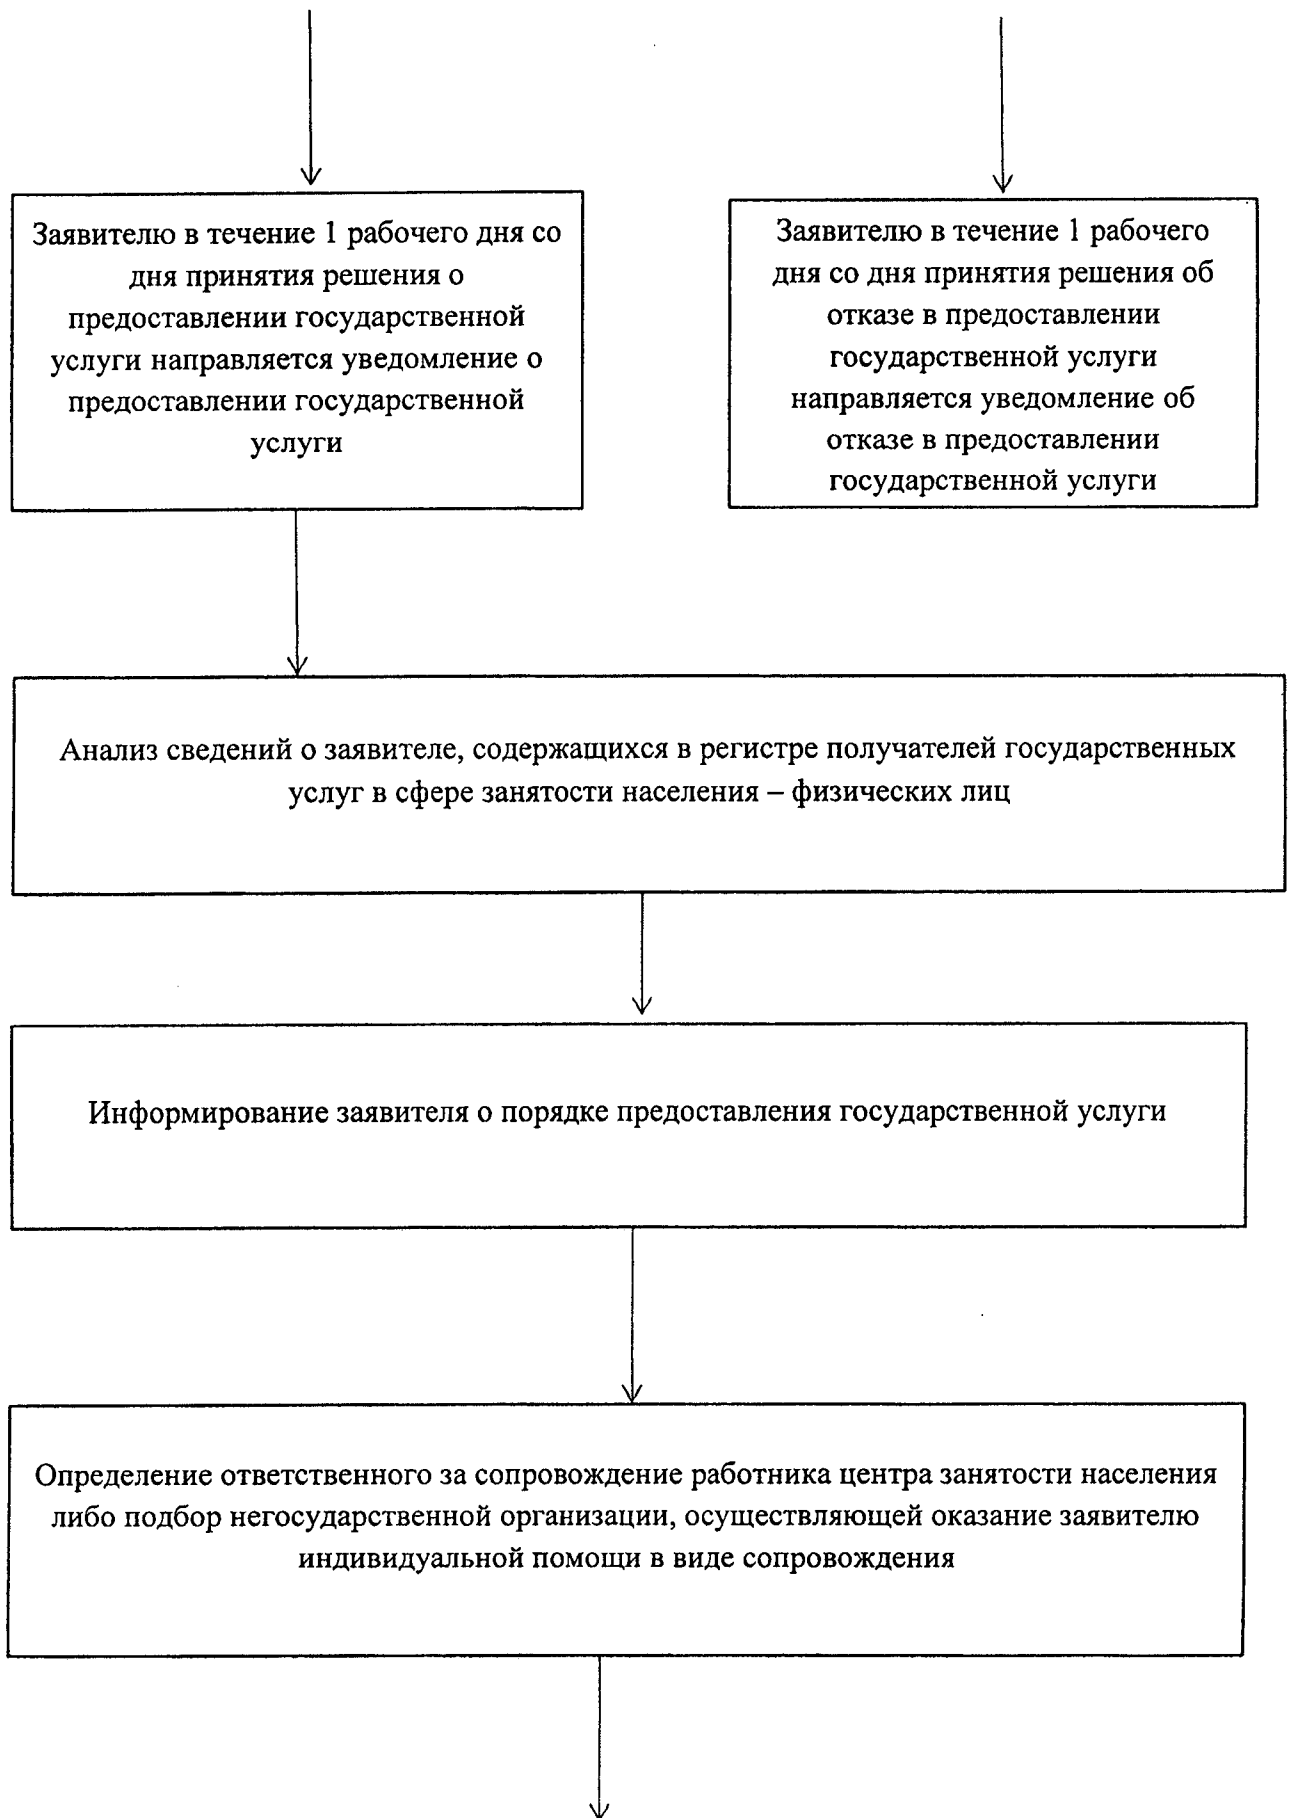 Заявителю в течение 1 рабочего дня со
дня принятия решения о
предоставлении государственной
услуги направляется уведомление о
предоставлении государственной
услуги
Заявителю в течение 1 рабочего
дня со дня принятия решения об
отказе в предоставлении
государственной услуги
направляется уведомление об
отказе в предоставлении
государственной услуги
Анализ сведений о заявителе, содержащихся в регистре получателей государственных
услуг в сфере занятости населения – физических лиц
Информирование заявителя о порядке предоставления государственной услуги
Определение ответственного за сопровождение работника центра занятости населения
либо подбор негосударственной организации, осуществляющей оказание заявителю
индивидуальной помощи в виде сопровождения